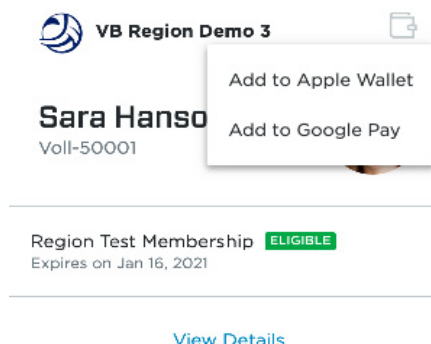 VB Region Demo 3
Add to Apple Wallet
Sara Hanso
Add to Google Pay
Voll-50001
Region Test Membership ELIGIBLE
Expires on Jan 16, 2021
View Details